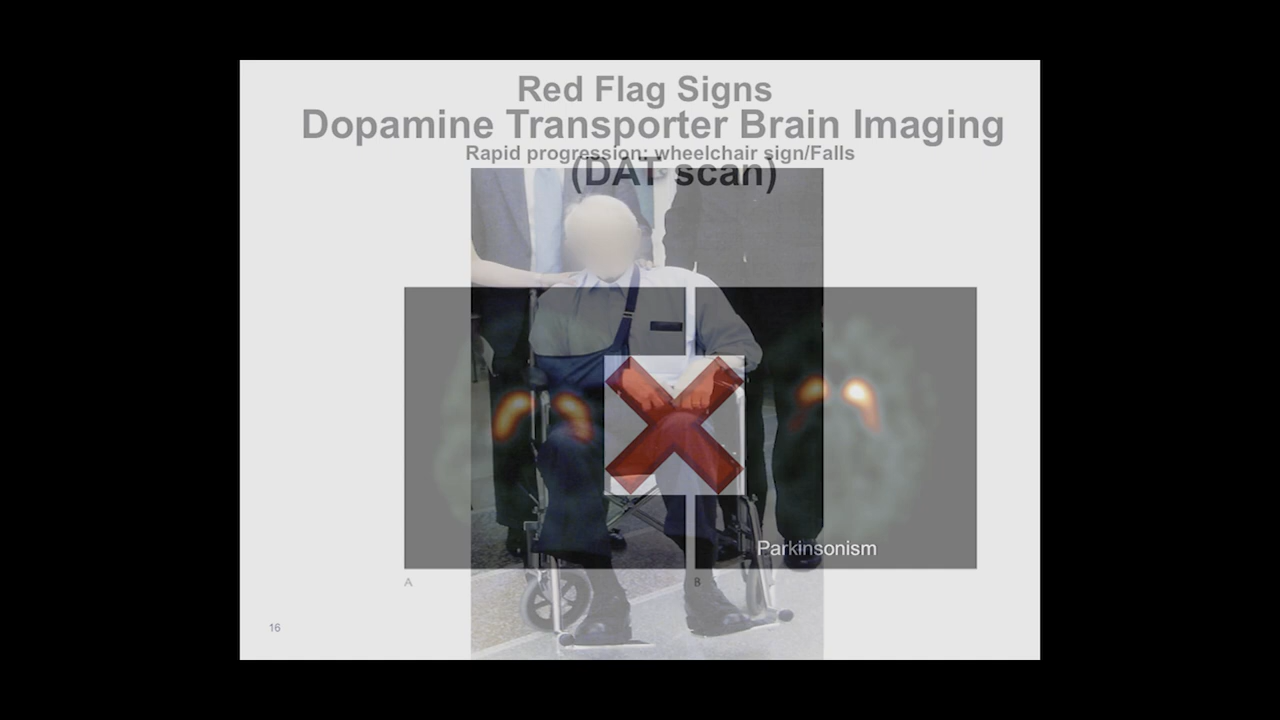 Red Flag Signs
Dopamine Transporter Brain Imaging
Rapid progression: wheelchair sign/Falls
(DAT scan)
Parkinsonism
A
B
16